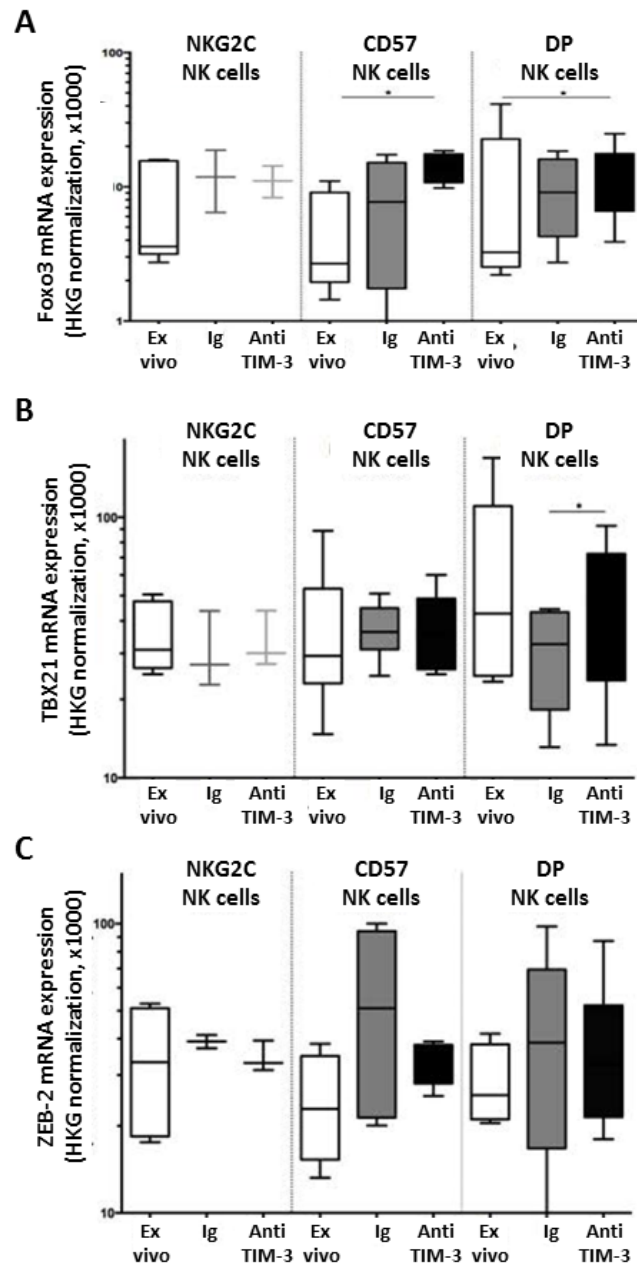 A
NKG2C NK cells
CD57 NK cells
DP NK cells
Foxo3 mRNA expression
(HKG normalization, x1000)
100
10
1
*
*
Ex vivo
Ig
Anti TIM-3
Ex vivo
Ig
Anti TIM-3
Ex vivo
Ig
Anti TIM-3
B
NKG2C NK cells
CD57 NK cells
DP NK cells
TBX21 mRNA expression
(HKG normalization, x1000)
100
10
*
Ex vivo
Ig
Anti TIM-3
Ex vivo
Ig
Anti TIM-3
Ex vivo
Ig
Anti TIM-3
C
NKG2C NK cells
CD57 NK cells
DP NK cells
ZEB-2 mRNA expression
(HKG normalization, x1000)
100
10
Ex vivo
Ig
Anti TIM-3
Ex vivo
Ig
Anti TIM-3
Ex vivo
Ig
Anti TIM-3